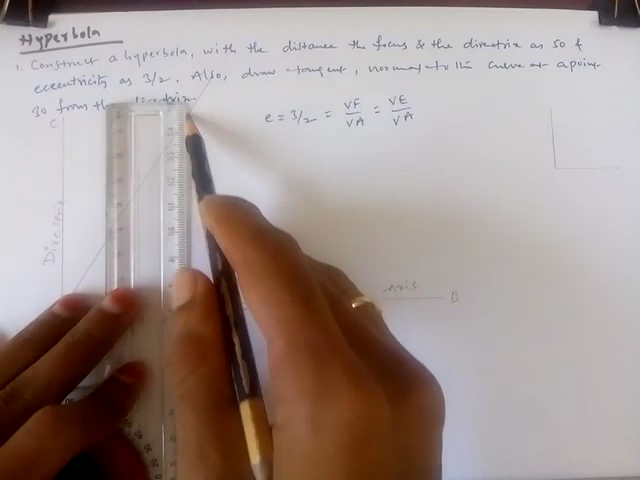 Hyperbola
1. Construct a hyperbola, with the distance the focus & the directrix as 50 &
eccentricity as 3/2. Also, draw tangent, normal to the curve at a point
30 from the directrix.
e = 3/2 = VF/VA = VE/VA
C
Directrix
axis
B